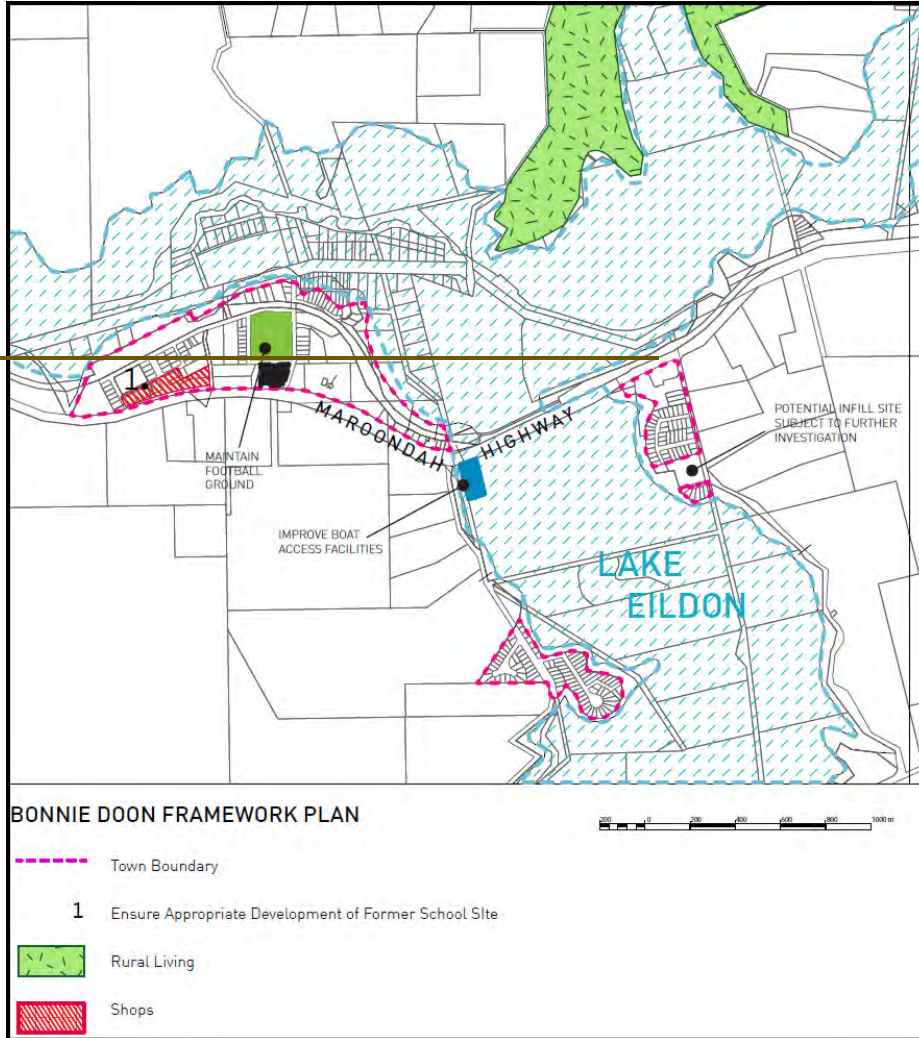 1
MAINTAIN
FOOTBALL
GROUND
MAROONDAH HIGHWAY
POTENTIAL INFILL SITE
SUBJECT TO FURTHER
INVESTIGATION
IMPROVE BOAT
ACCESS FACILITIES
LAKE
EILDON
BONNIE DOON FRAMEWORK PLAN
200 0 200 400 600 800 1000 m
Town Boundary
1 Ensure Appropriate Development of Former School SIte
Rural Living
Shops